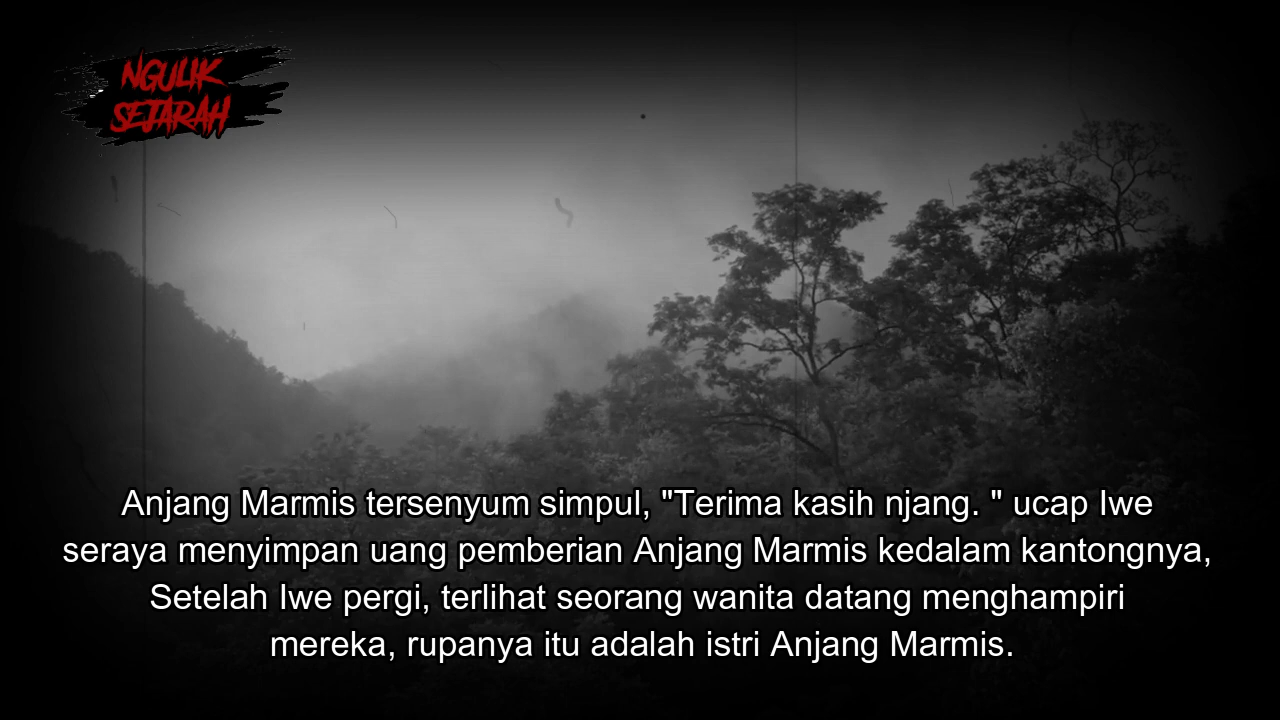 NGULIK
SEJARAH
Anjang Marmis tersenyum simpul, "Terima kasih njang. " ucap Iwe
seraya menyimpan uang pemberian Anjang Marmis kedalam kantongnya,
Setelah Iwe pergi, terlihat seorang wanita datang menghampiri
mereka, rupanya itu adalah istri Anjang Marmis.